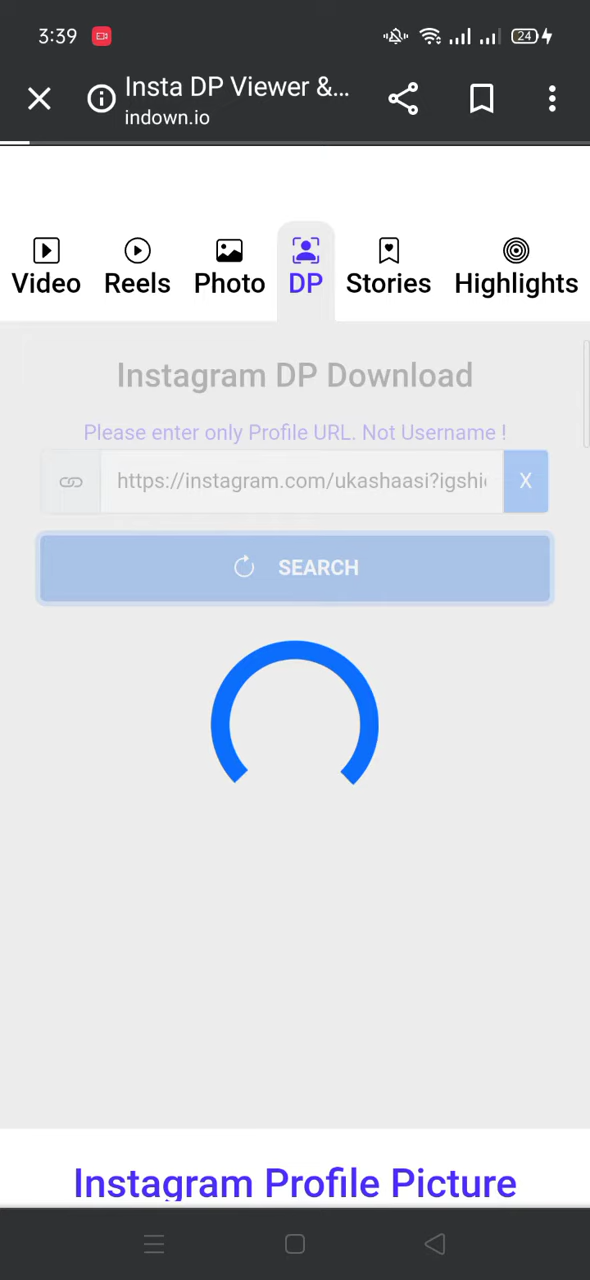 3:39
24
Insta DP Viewer &...
indown.io
Video Reels Photo DP Stories Highlights
Instagram DP Download
Please enter only Profile URL. Not Username !
https://instagram.com/ukashaasi?igshi
X
SEARCH
Instagram Profile Picture